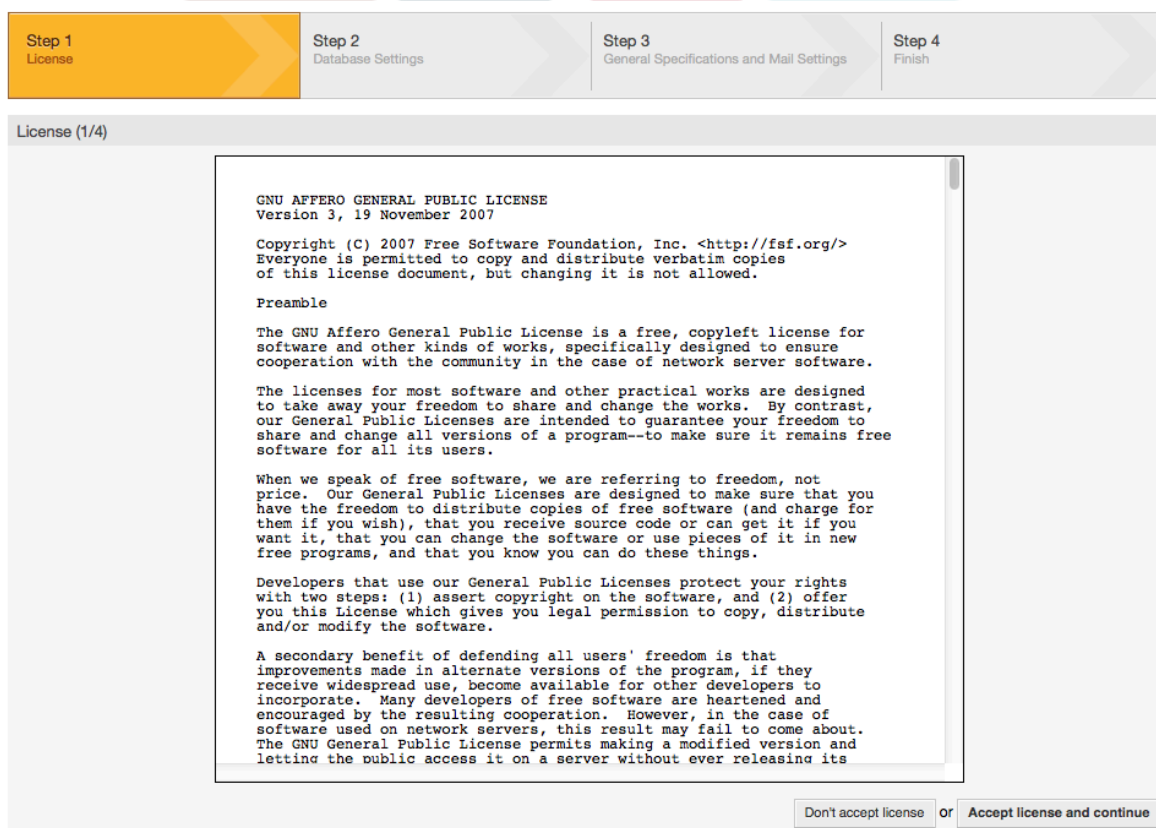 Step 1
License
Step 2
Database Settings
Step 3
General Specifications and Mail Settings
Step 4
Finish
License (1/4)
GNU AFFERO GENERAL PUBLIC LICENSE
Version 3, 19 November 2007
Copyright (C) 2007 Free Software Foundation, Inc. <http://fsf.org/>
Everyone is permitted to copy and distribute verbatim copies
of this license document, but changing it is not allowed.
Preamble
The GNU Affero General Public License is a free, copyleft license for
software and other kinds of works, specifically designed to ensure
cooperation with the community in the case of network server software.
The licenses for most software and other practical works are designed
to take away your freedom to share and change the works.  By contrast,
our General Public Licenses are intended to guarantee your freedom to
share and change all versions of a program--to make sure it remains free
software for all its users.
When we speak of free software, we are referring to freedom, not
price.  Our General Public Licenses are designed to make sure that you
have the freedom to distribute copies of free software (and charge for
them if you wish), that you receive source code or can get it if you
want it, that you can change the software or use pieces of it in new
free programs, and that you know you can do these things.
Developers that use our General Public Licenses protect your rights
with two steps: (1) assert copyright on the software, and (2) offer
you this License which gives you legal permission to copy, distribute
and/or modify the software.
A secondary benefit of defending all users' freedom is that
improvements made in alternate versions of the program, if they
receive widespread use, become available for other developers to
incorporate.  Many developers of free software are heartened and
encouraged by the resulting cooperation.  However, in the case of
software used on network servers, this result may fail to come about.
The GNU General Public License permits making a modified version and
letting the public access it on a server without ever releasing its
Don't accept license or Accept license and continue